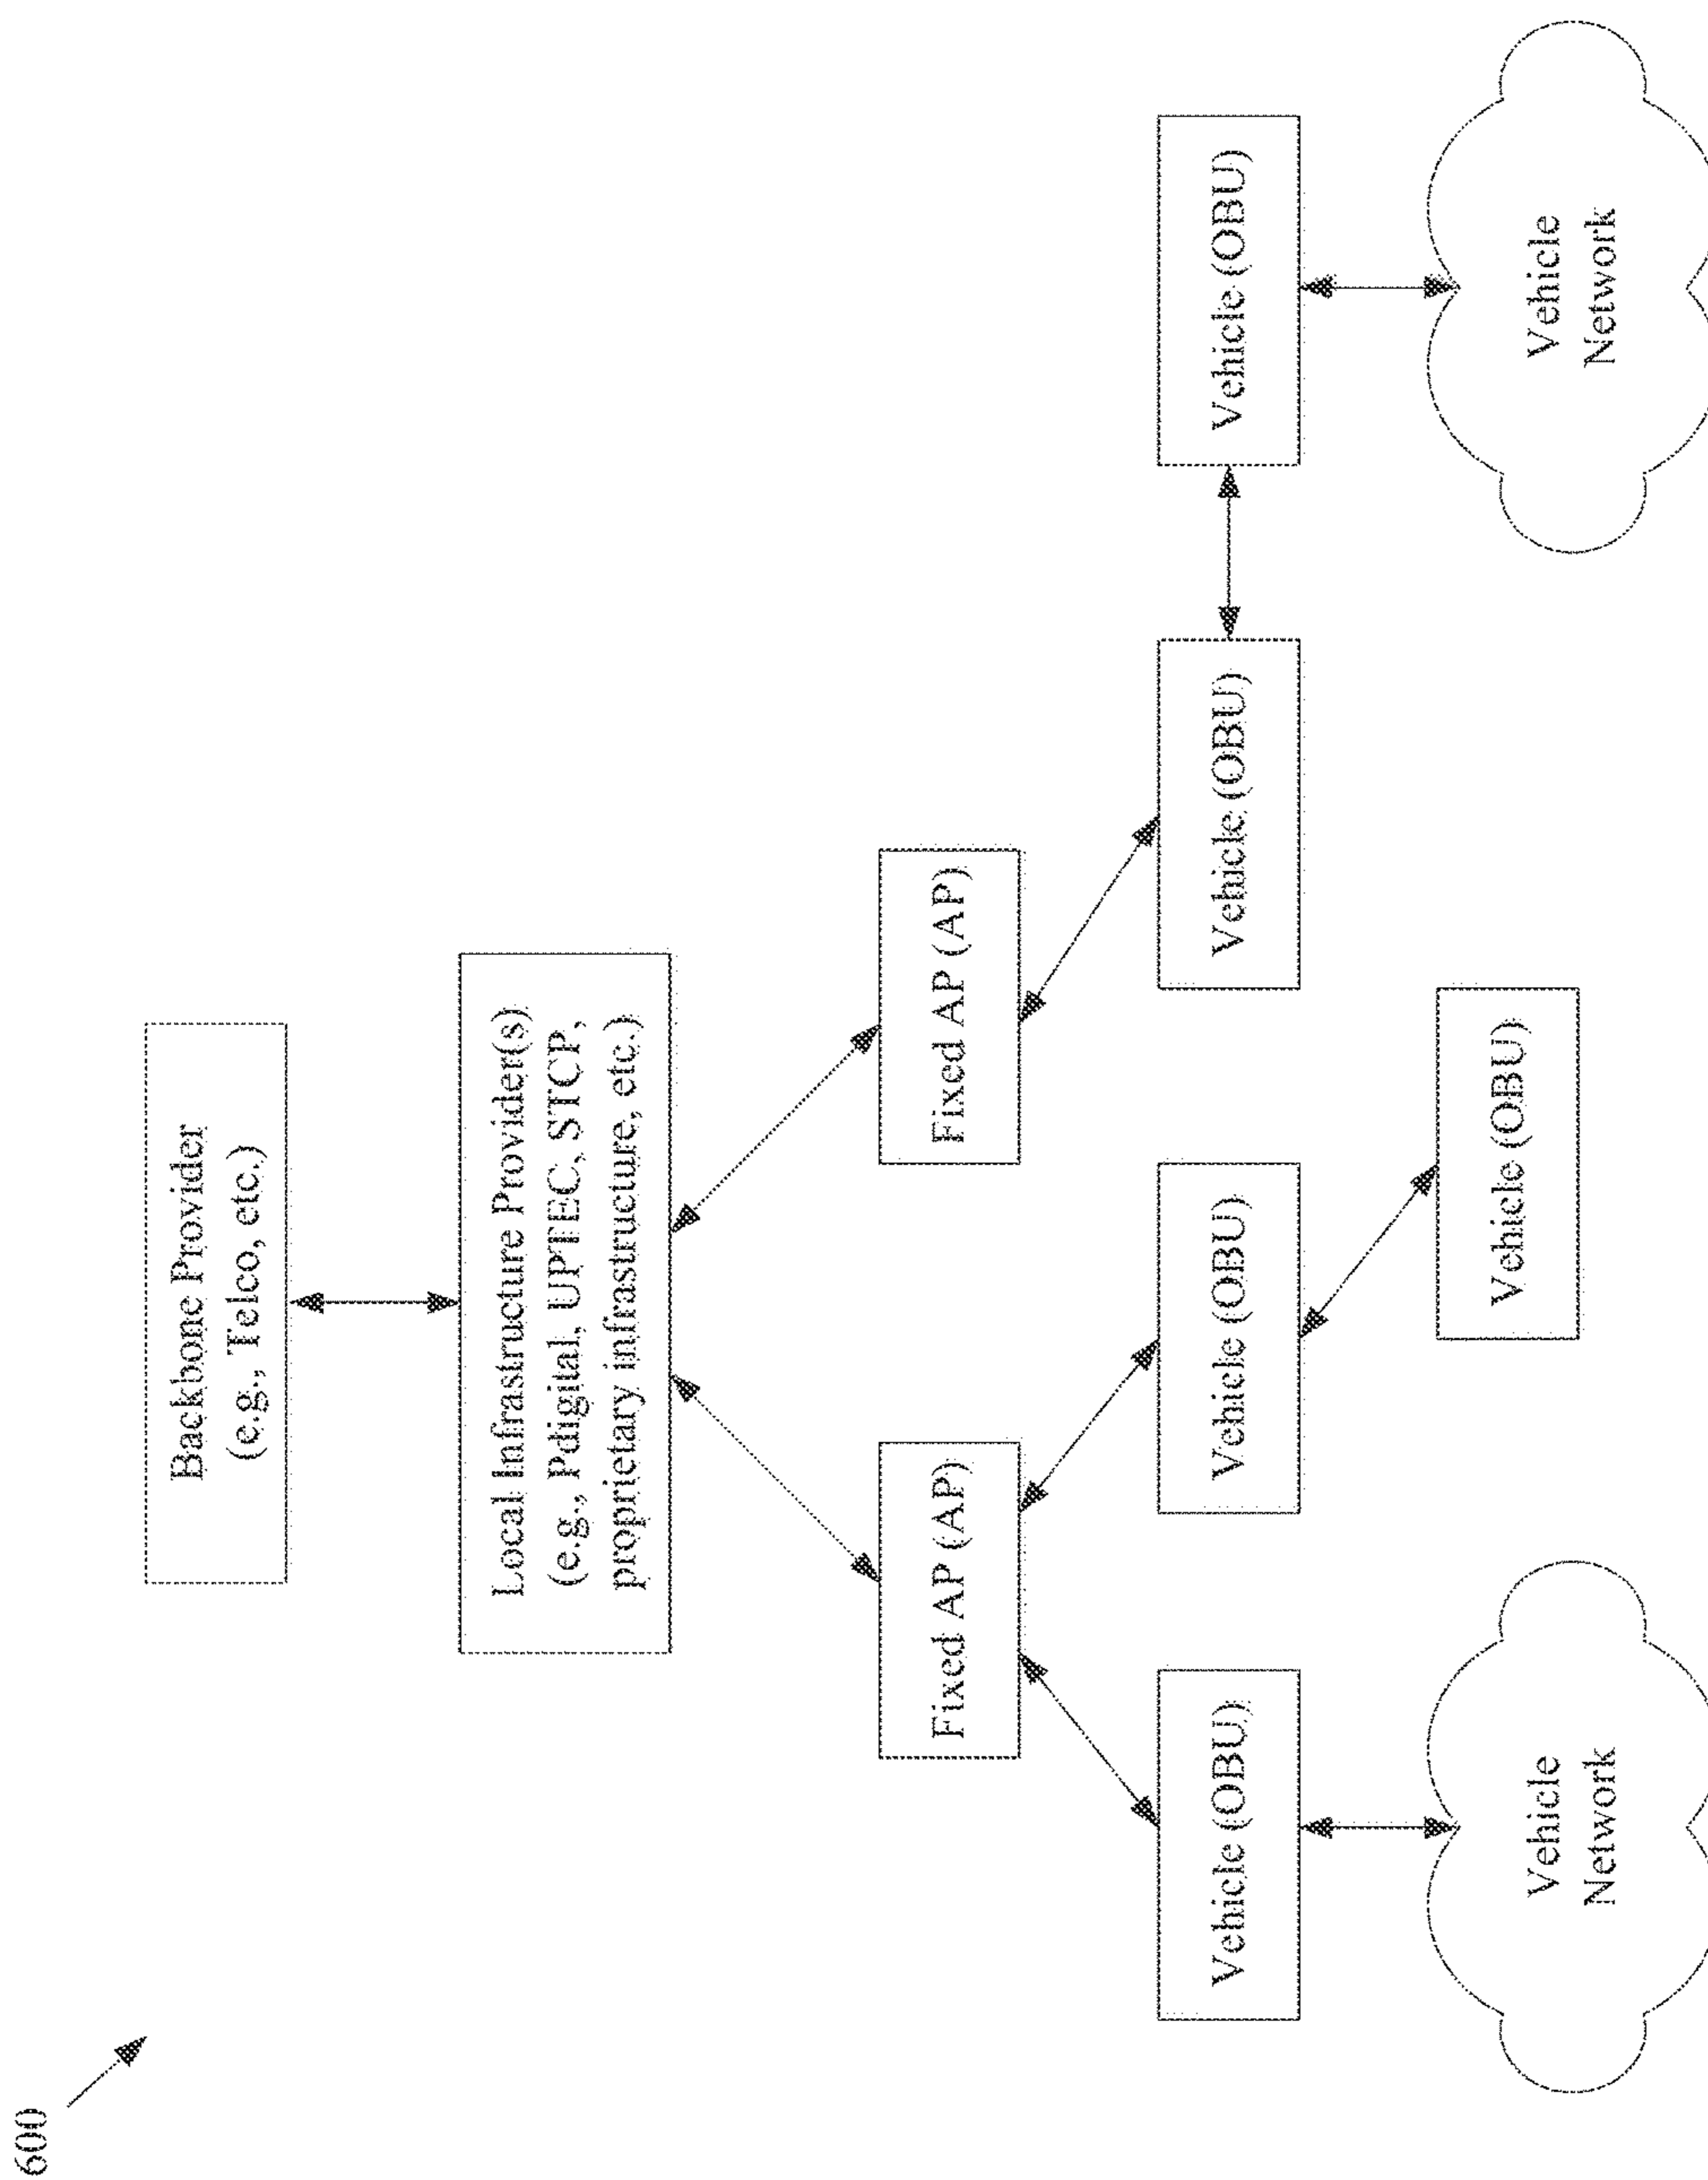 600
Backbone Provider
(e.g., Telco, etc.)
Local Infrastructure Provider(s)
(e.g., Pdigital, UPTEC, STCP,
proprietary infrastructure, etc.)
Fixed AP (AP)
Fixed AP (AP)
Vehicle (OBU)
Vehicle (OBU)
Vehicle (OBU)
Vehicle (OBU)
Vehicle
Network
Vehicle (OBU)
Vehicle
Network